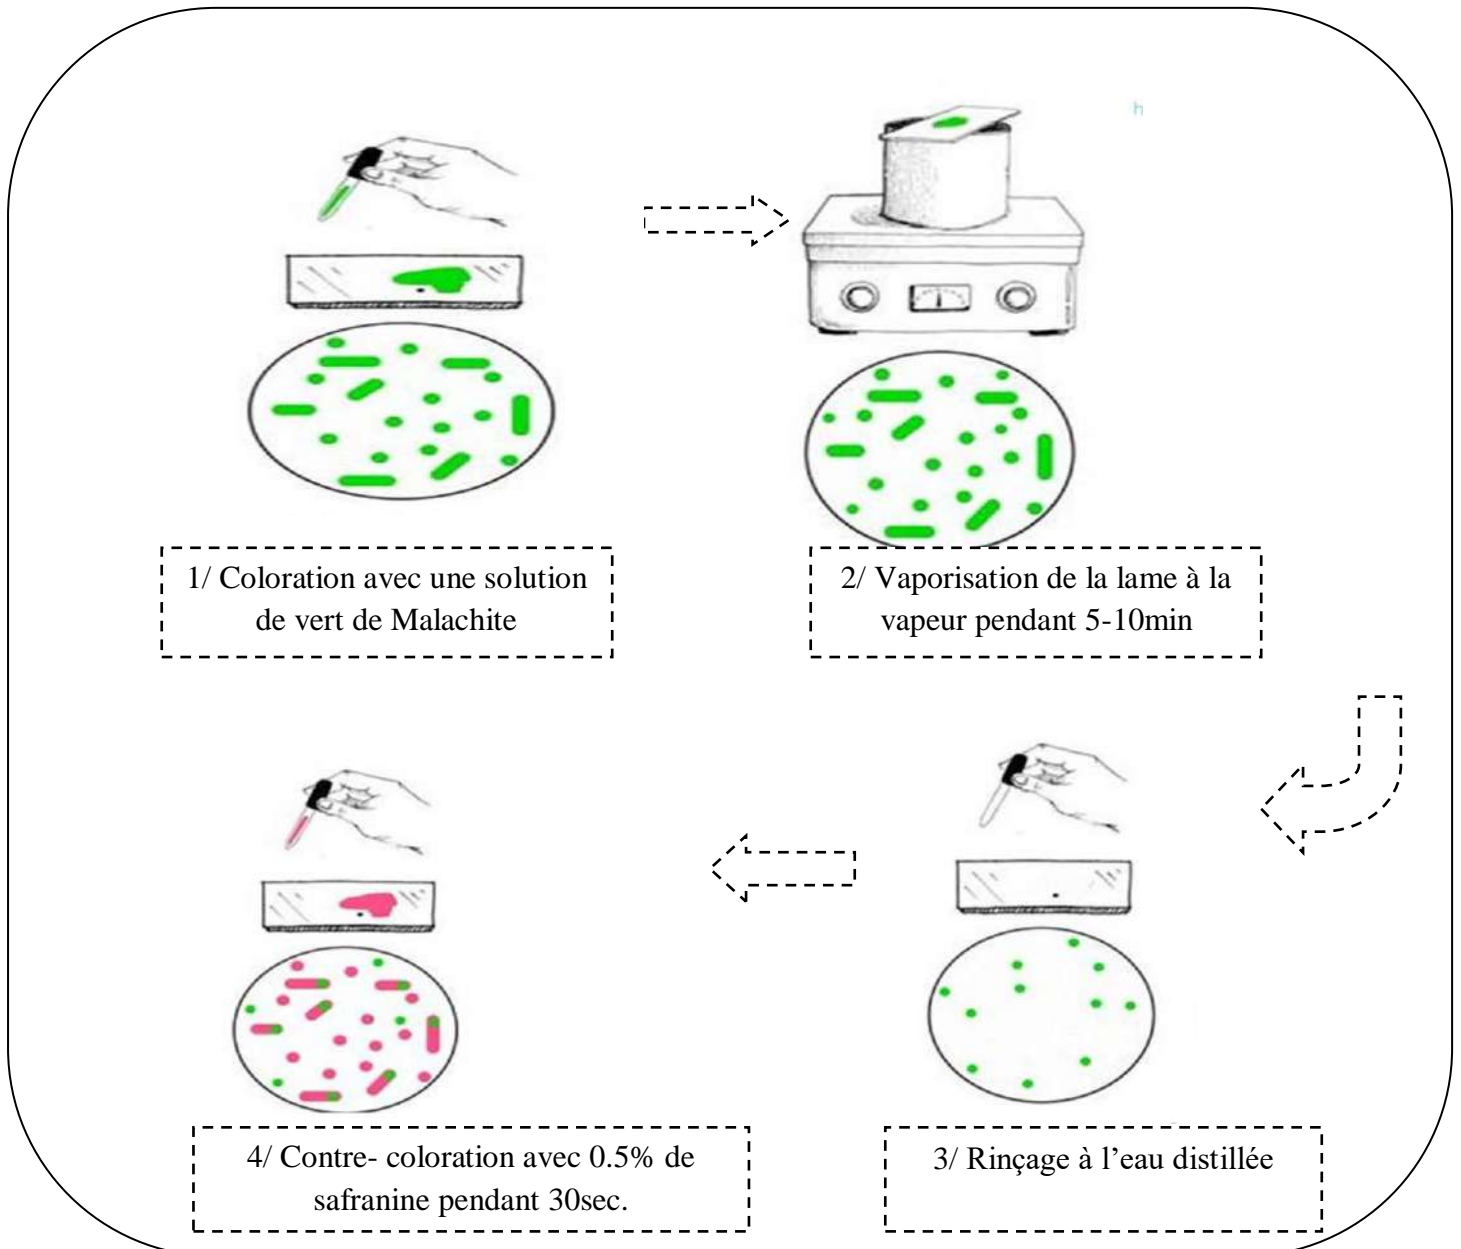 h
1/ Coloration avec une solution
de vert de Malachite
2/ Vaporisation de la lame à la
vapeur pendant 5-10min
4/ Contre- coloration avec 0.5% de
safranine pendant 30sec.
3/ Rinçage à l’eau distillée